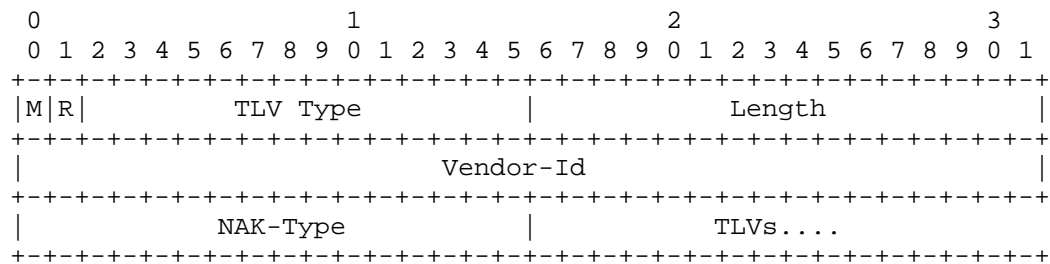 0                   1                   2                   3
 0 1 2 3 4 5 6 7 8 9 0 1 2 3 4 5 6 7 8 9 0 1 2 3 4 5 6 7 8 9 0 1
+-+-+-+-+-+-+-+-+-+-+-+-+-+-+-+-+-+-+-+-+-+-+-+-+-+-+-+-+-+-+-+-+
|M|R|         TLV Type          |            Length             |
+-+-+-+-+-+-+-+-+-+-+-+-+-+-+-+-+-+-+-+-+-+-+-+-+-+-+-+-+-+-+-+-+
|                          Vendor-Id                            |
+-+-+-+-+-+-+-+-+-+-+-+-+-+-+-+-+-+-+-+-+-+-+-+-+-+-+-+-+-+-+-+-+
|            NAK-Type           |           TLVs....
+-+-+-+-+-+-+-+-+-+-+-+-+-+-+-+-+-+-+-+-+-+-+-+-+-+-+-+-+-+-+-+-+